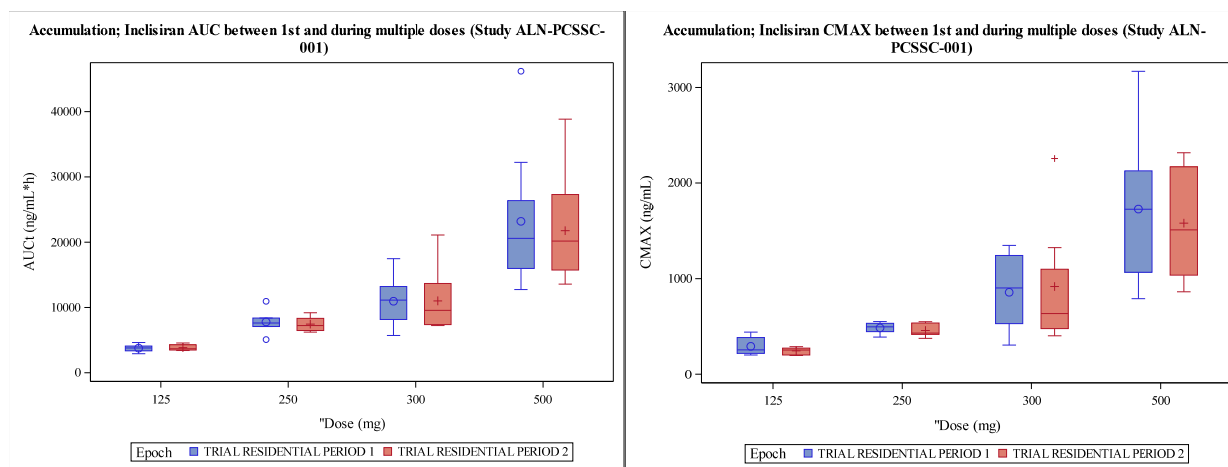 Accumulation; Inclisiran AUC between 1st and during multiple doses (Study ALN-PCSSC-
001)
40000
30000
20000
10000
0
AUCt (ng/mL*h)
125 250 300 500
"Dose (mg)
Epoch TRIAL RESIDENTIAL PERIOD 1 TRIAL RESIDENTIAL PERIOD 2
Accumulation; Inclisiran CMAX between 1st and during multiple doses (Study ALN-
PCSSC-001)
3000
2000
1000
0
CMAX (ng/mL)
125 250 300 500
"Dose (mg)
Epoch TRIAL RESIDENTIAL PERIOD 1 TRIAL RESIDENTIAL PERIOD 2